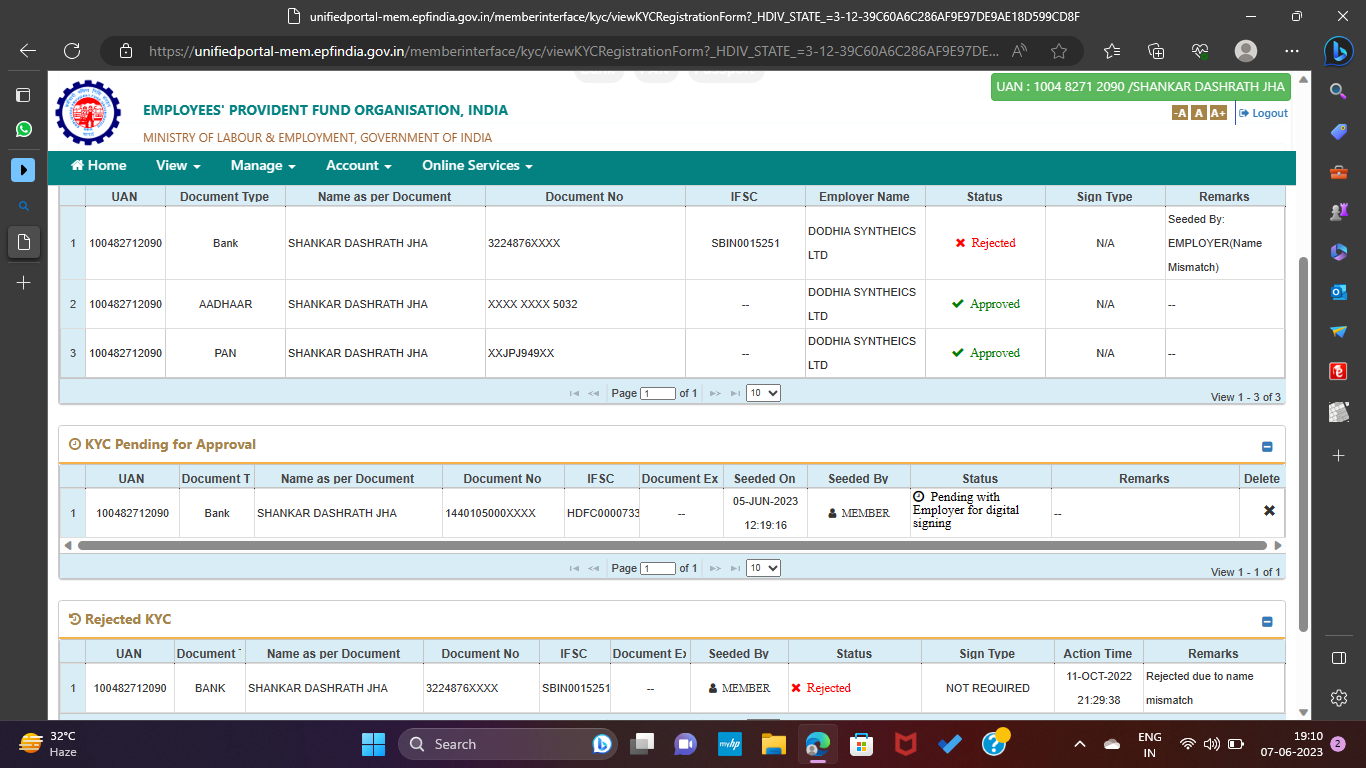 unifiedportal-mem.epfindia.gov.in/memberinterface/kyc/viewKYCRegistrationForm?_HDIV_STATE_=3-12-39C60A6C286AF9E97DE9AE18D599CD8F
https://unifiedportal-mem.epfindia.gov.in/memberinterface/kyc/viewKYCRegistrationForm?_HDIV_STATE_=3-12-39C60A6C286AF9E97DE...
UAN : 1004 8271 2090 /SHANKAR DASHRATH JHA
EMPLOYEES' PROVIDENT FUND ORGANISATION, INDIA
-A A A+ Logout
MINISTRY OF LABOUR & EMPLOYMENT, GOVERNMENT OF INDIA
Home View Manage Account Online Services
UAN Document Type Name as per Document Document No IFSC Employer Name Status Sign Type Remarks
1 100482712090 Bank SHANKAR DASHRATH JHA 3224876XXXX SBIN0015251 DODHIA SYNTHEICS LTD Rejected N/A Seeded By: EMPLOYER(Name Mismatch)
2 100482712090 AADHAAR SHANKAR DASHRATH JHA XXXX XXXX 5032 -- DODHIA SYNTHEICS LTD Approved N/A --
3 100482712090 PAN SHANKAR DASHRATH JHA XXJPJ949XX -- DODHIA SYNTHEICS LTD Approved N/A --
Page 1 of 1 10
View 1 - 3 of 3
KYC Pending for Approval
UAN Document T Name as per Document Document No IFSC Document Ex Seeded On Seeded By Status Remarks Delete
1 100482712090 Bank SHANKAR DASHRATH JHA 1440105000XXXX HDFC0000733 -- 05-JUN-2023 12:19:16 MEMBER Pending with Employer for digital signing --
Page 1 of 1 10
View 1 - 1 of 1
Rejected KYC
UAN Document Name as per Document Document No IFSC Document Ex Seeded By Status Sign Type Action Time Remarks
1 100482712090 BANK SHANKAR DASHRATH JHA 3224876XXXX SBIN0015251 -- MEMBER Rejected NOT REQUIRED 11-OCT-2022 21:29:38 Rejected due to name mismatch
32°C
Haze
Search
myhp
ENG
IN
19:10
07-06-2023
2